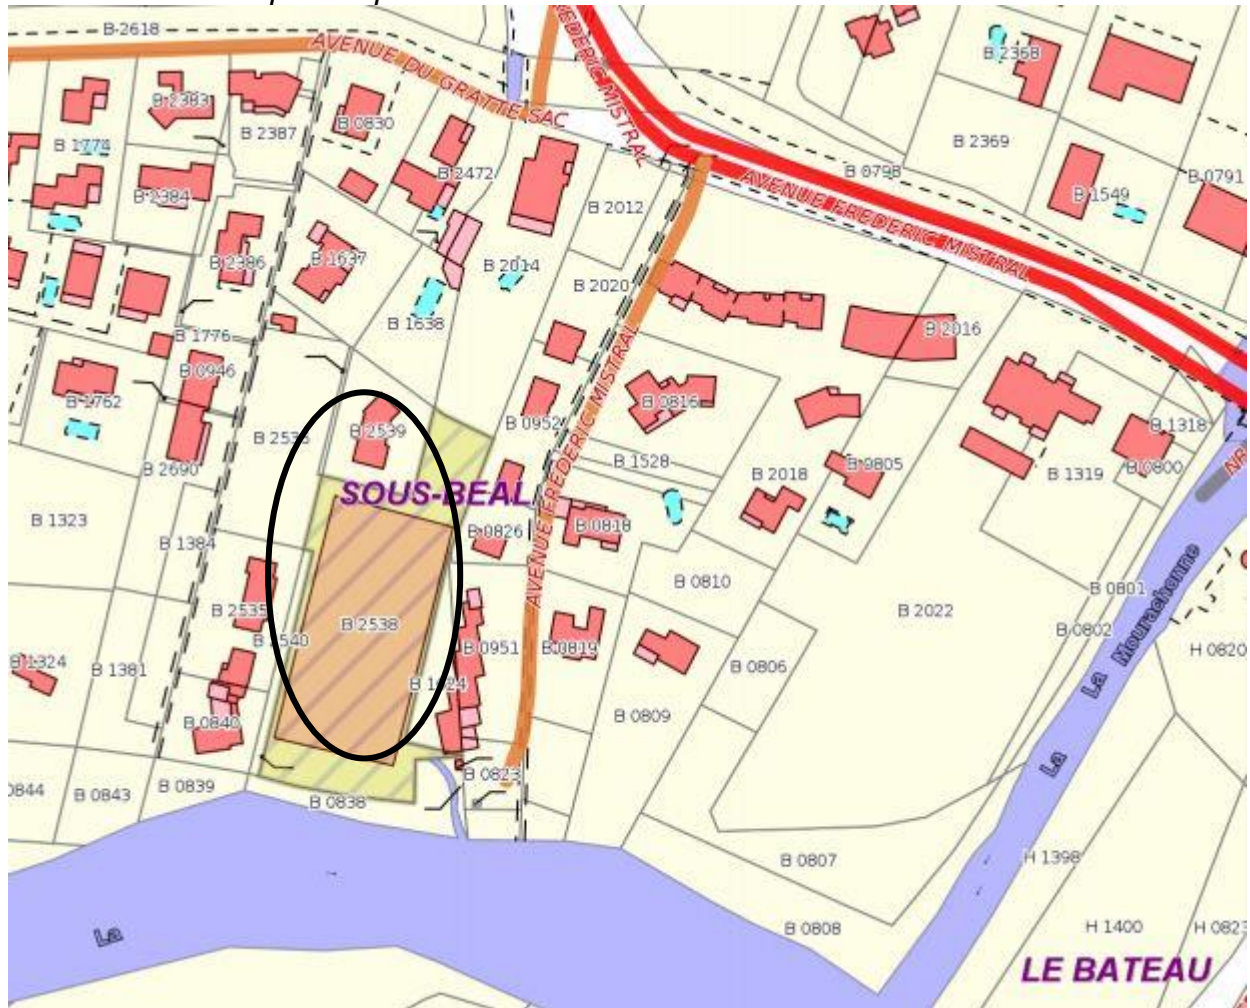 B 2618
AVENUE DU GRATTE SAC
FREDERIC MISTRAL
B 2368
B 2383
B 2387
B 0830
B 1774
B 2369
B 2472
B 0798
B 0791
AVENUE FREDERIC MISTRAL
B 1549
B 2384
B 2012
B 2386
B 1637
B 2014
B 2020
B 1638
B 1776
B 2016
B 0946
B 1762
B 0816
B 2539
B 0952
AVENUE FREDERIC MISTRAL
B 1318
B 2690
B 1528
B 0805
B 2018
B 1319
B 0800
SOUS-BEAL
B 1323
B 1384
B 0826
B 0818
B 0810
B 0801
B 2535
B 2538
B 2022
B 0802
La Mourachonne
B 2540
B 0951
B 0819
H 0820
B 1324
B 1381
B 0806
B 0840
B 0809
La
B 0823
0844
B 0843
B 0839
B 0838
B 0807
H 1398
B 0808
H 1400
La
LE BATEAU